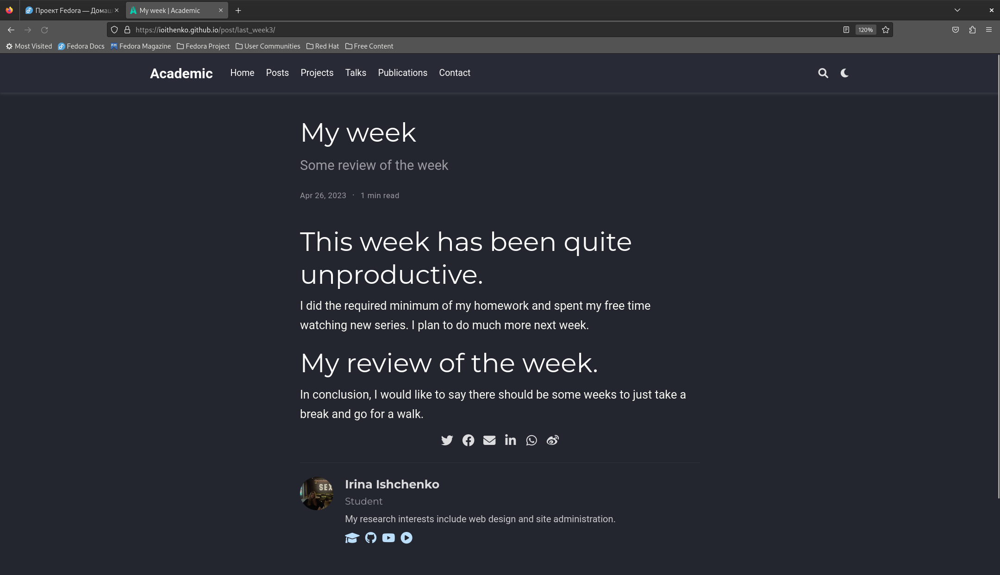 Проект Fedora — Домаш
My week | Academic
https://ioithenko.github.io/post/last_week3/
120%
Most Visited Fedora Docs Fedora Magazine Fedora Project User Communities Red Hat Free Content
Academic Home Posts Projects Talks Publications Contact
My week
Some review of the week
Apr 26, 2023 · 1 min read
This week has been quite
unproductive.
I did the required minimum of my homework and spent my free time
watching new series. I plan to do much more next week.
My review of the week.
In conclusion, I would like to say there should be some weeks to just take a
break and go for a walk.
SEX
Irina Ishchenko
Student
My research interests include web design and site administration.